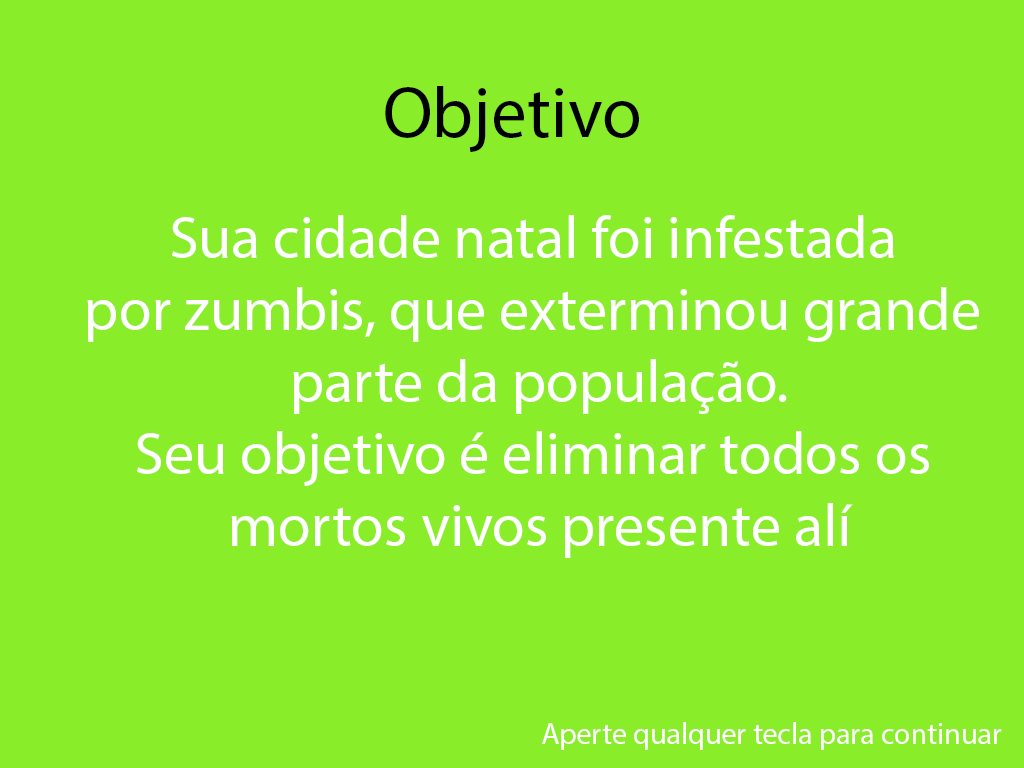 Objetivo
Sua cidade natal foi infestada
por zumbis, que exterminou grande
parte da população.
Seu objetivo é eliminar todos os
mortos vivos presente alí
Aperte qualquer tecla para continuar